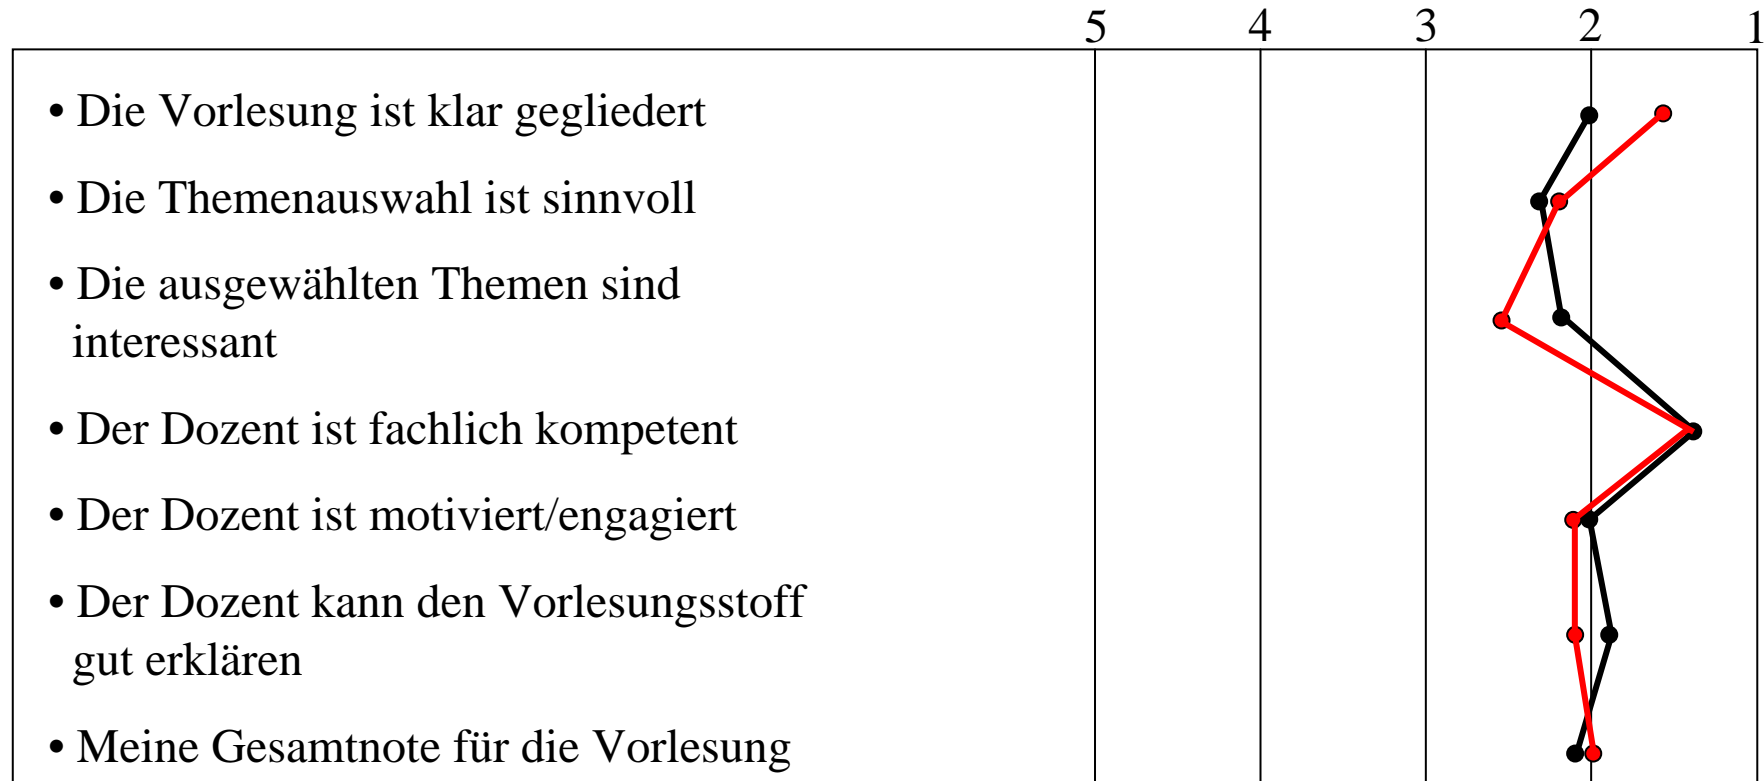 5 4 3 2 1
• Die Vorlesung ist klar gegliedert
• Die Themenauswahl ist sinnvoll
• Die ausgewählten Themen sind
interessant
• Der Dozent ist fachlich kompetent
• Der Dozent ist motiviert/engagiert
• Der Dozent kann den Vorlesungsstoff
gut erklären
• Meine Gesamtnote für die Vorlesung